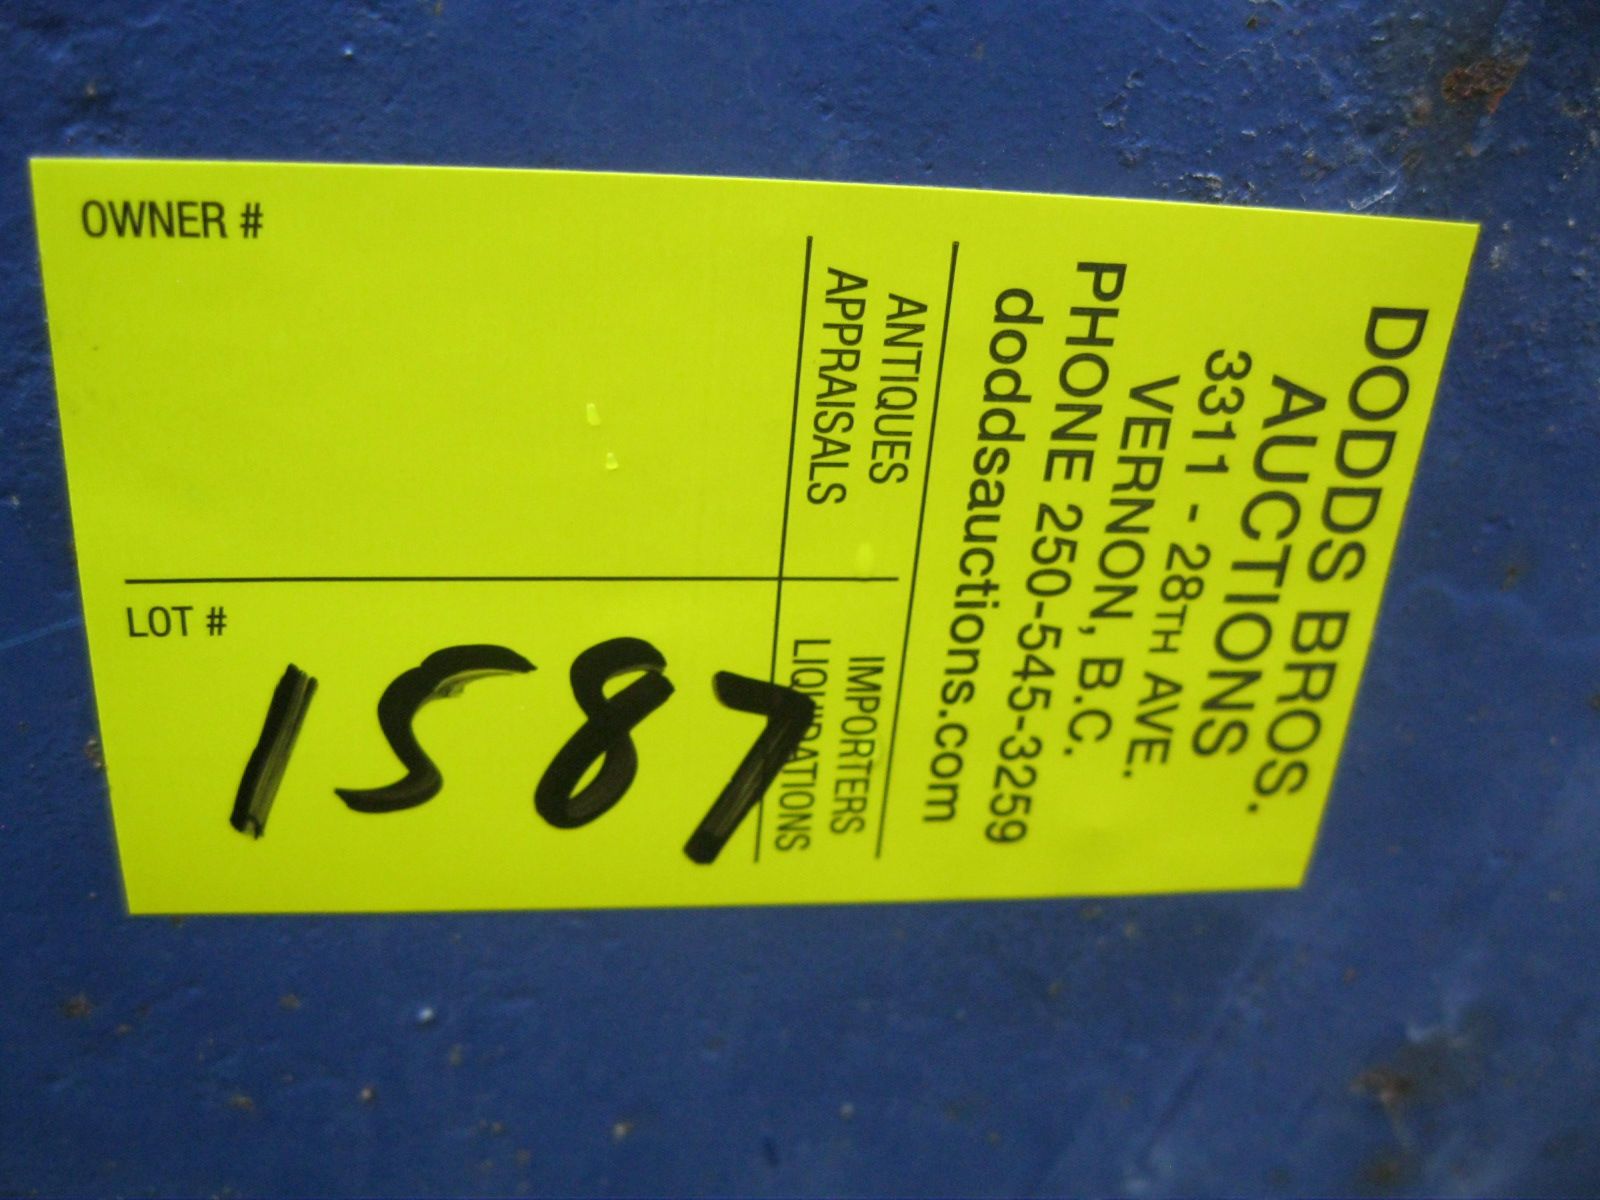 DODDS BROS.
AUCTIONS
3311 - 28TH AVE.
VERNON, B.C.
PHONE 250-545-3259
doddsauctions.com
ANTIQUES
APPRAISALS
IMPORTERS
LIQUIDATIONS
OWNER #
LOT #
1587